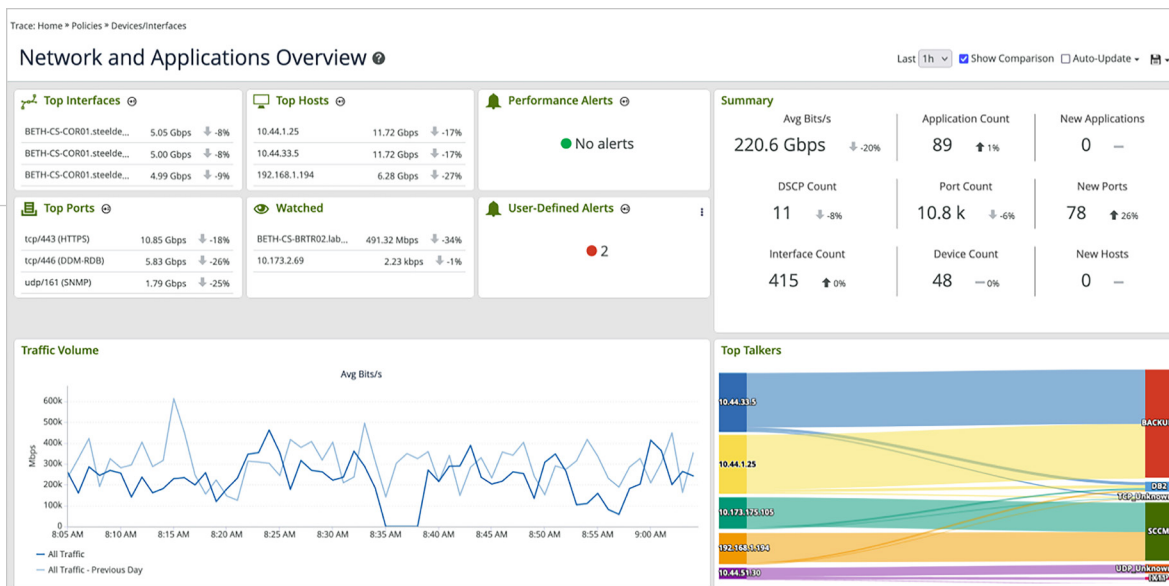 Trace: Home » Policies » Devices/Interfaces
Network and Applications Overview
Last 1h Show Comparison Auto-Update
Top Interfaces
BETH-CS-COR01.steelde... 5.05 Gbps -8%
BETH-CS-COR01.steelde... 5.00 Gbps -8%
BETH-CS-COR01.steelde... 4.99 Gbps -9%
Top Hosts
10.44.1.25 11.72 Gbps -17%
10.44.33.5 11.72 Gbps -17%
192.168.1.194 6.28 Gbps -27%
Performance Alerts
No alerts
Top Ports
tcp/443 (HTTPS) 10.85 Gbps -18%
tcp/446 (DDM-RDB) 5.83 Gbps -26%
udp/161 (SNMP) 1.79 Gbps -25%
Watched
BETH-CS-BRTR02.lab... 491.32 Mbps -34%
10.173.2.69 2.23 kbps -1%
User-Defined Alerts
2
Summary
Avg Bits/s Application Count New Applications
220.6 Gbps -20% 89 1% 0 —
DSCP Count Port Count New Ports
11 -8% 10.8 k -6% 78 26%
Interface Count Device Count New Hosts
415 0% 48 — 0% 0 —
Traffic Volume
Avg Bits/s
Mbps
600k
500k
400k
300k
200k
100k
0
8:05 AM 8:10 AM 8:15 AM 8:20 AM 8:25 AM 8:30 AM 8:35 AM 8:40 AM 8:45 AM 8:50 AM 8:55 AM 9:00 AM
All Traffic
All Traffic - Previous Day
Top Talkers
10.44.33.5
10.44.1.25
10.173.175.105
192.168.1.194
10.44.51.30
BACKU
DB2
TCP_Unknow
SCCM
UDP_Unknow